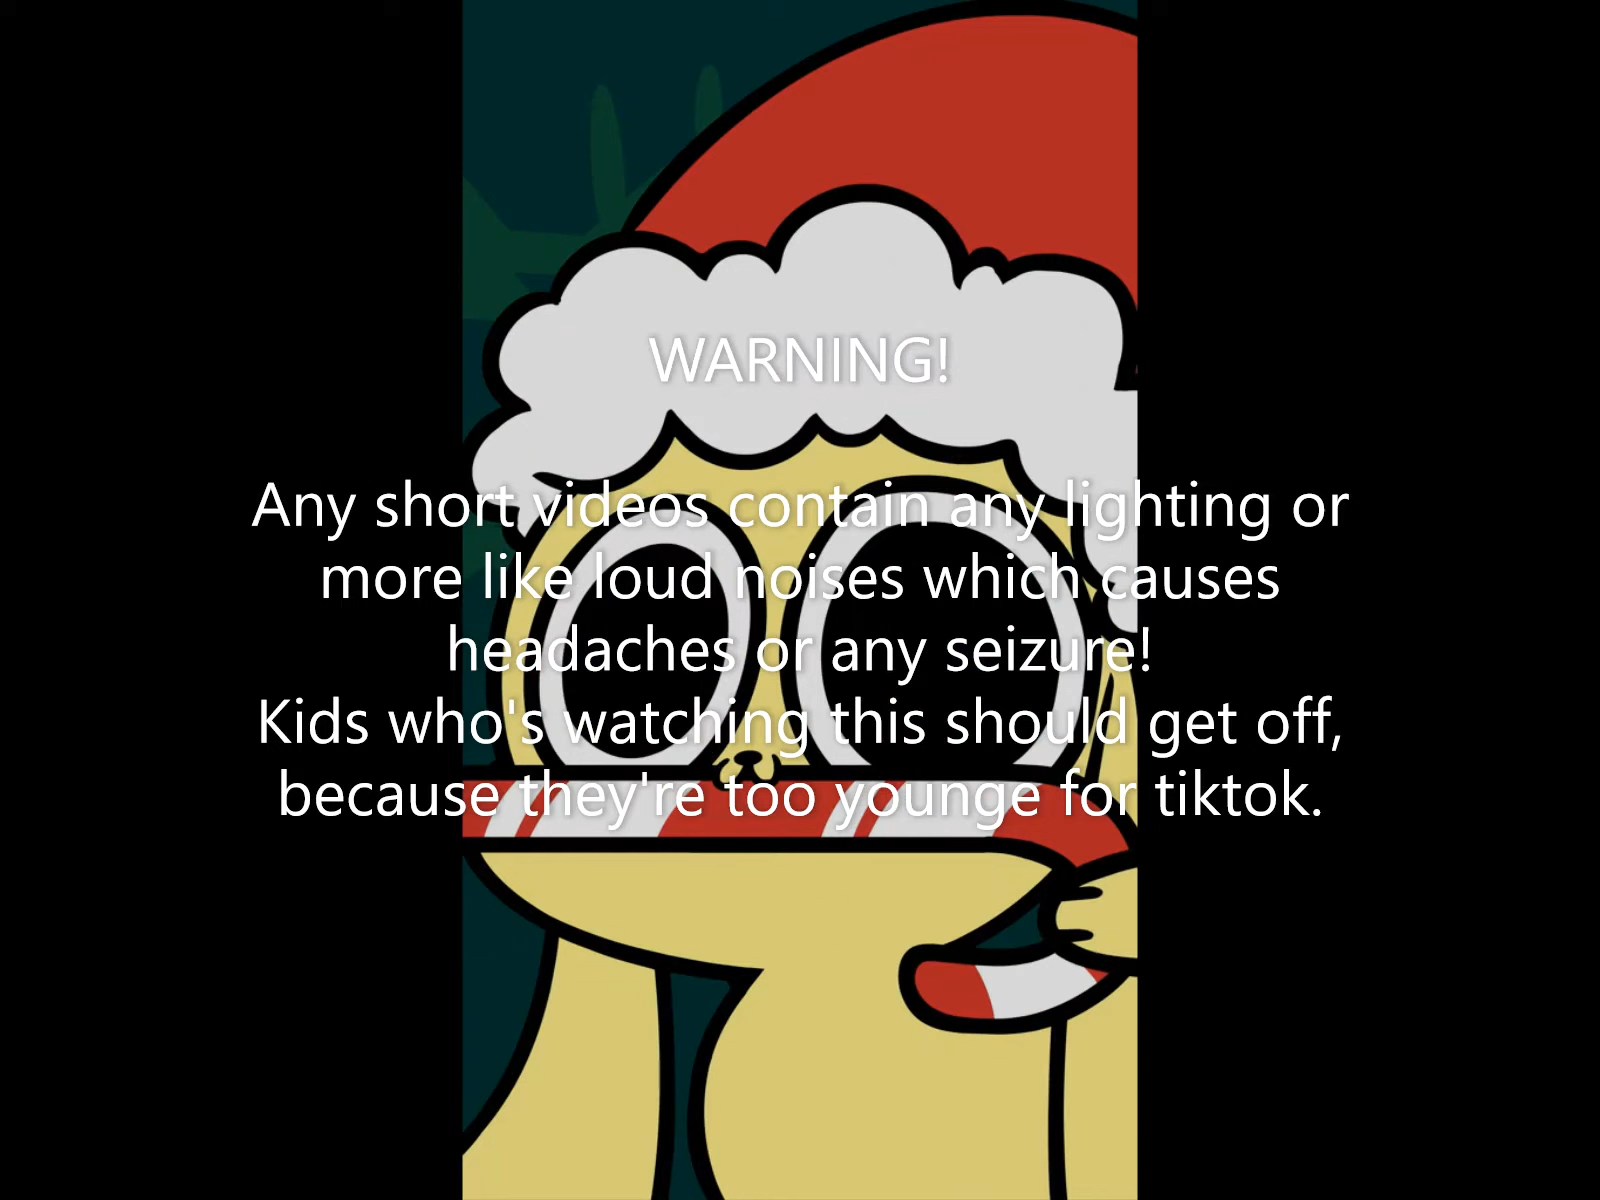 WARNING!
Any short videos contain any lighting or
more like loud noises which causes
headaches or any seizure!
Kids who's watching this should get off,
because they're too younge for tiktok.